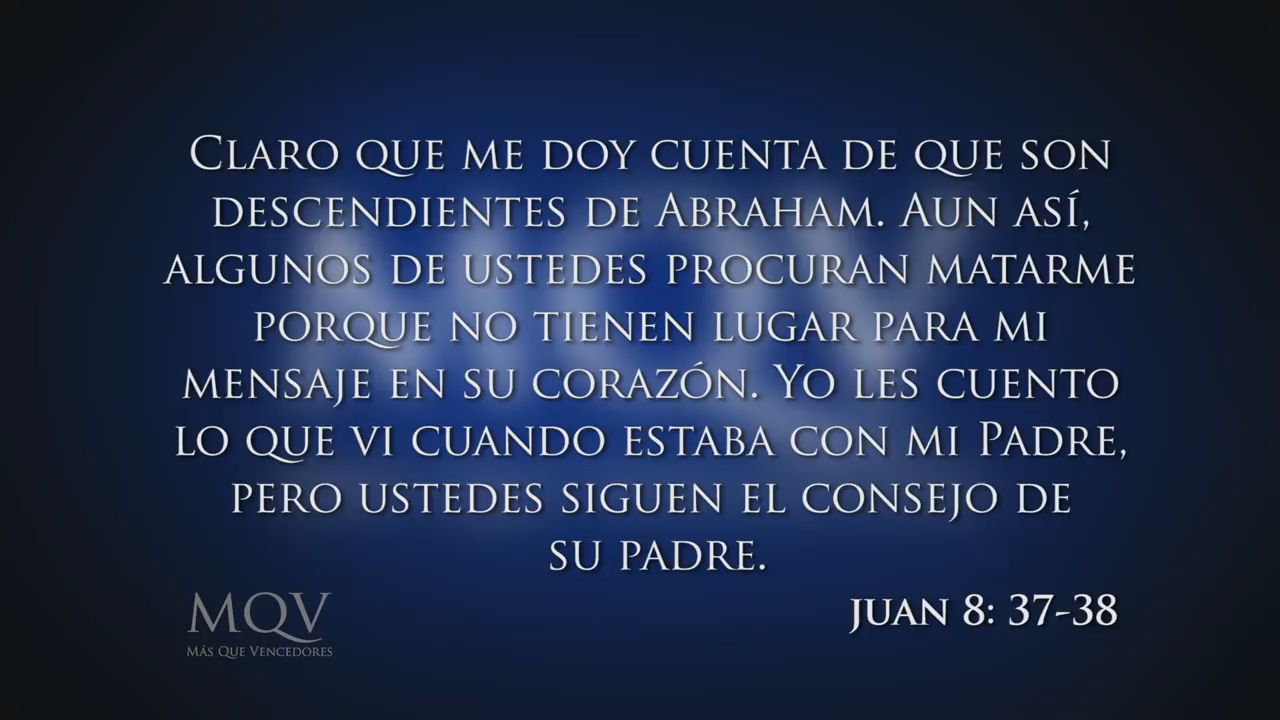 Claro que me doy cuenta de que son
descendientes de Abraham. Aun así,
algunos de ustedes procuran matarme
porque no tienen lugar para mi
mensaje en su corazón. Yo les cuento
lo que vi cuando estaba con mi Padre,
pero ustedes siguen el consejo de
su padre.
juan 8: 37-38
MQV
Más Que Vencedores